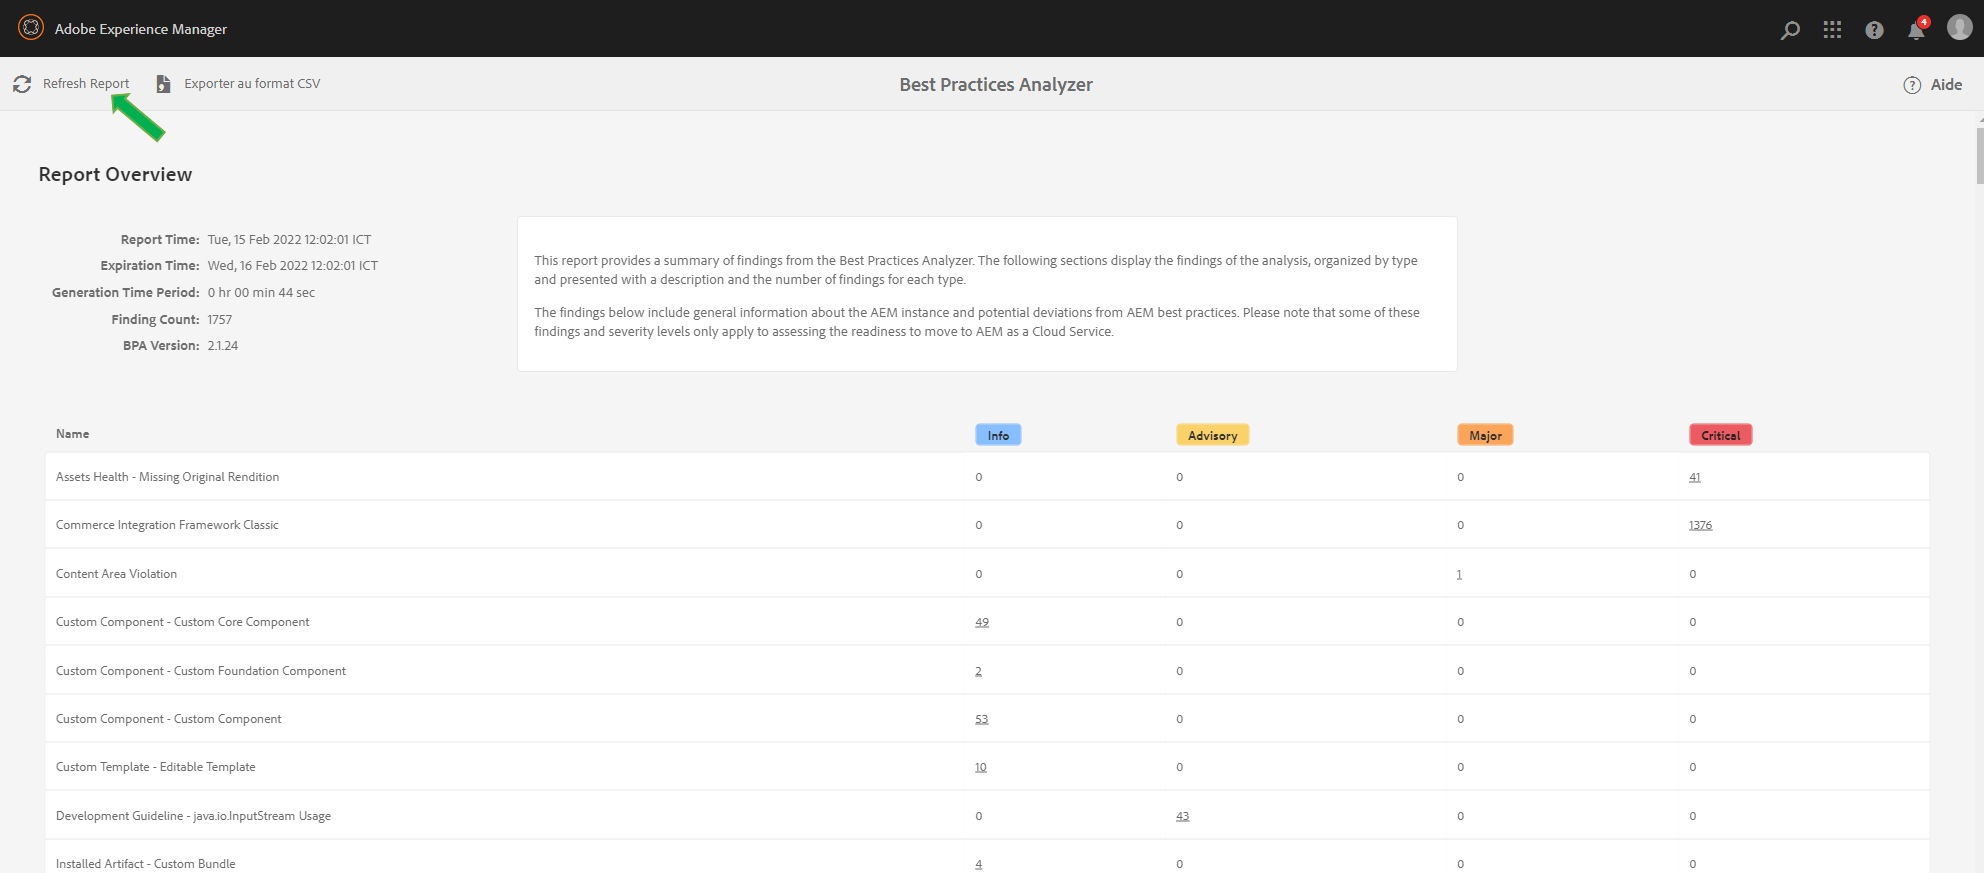 Adobe Experience Manager
4
Refresh Report
Exporter au format CSV
Best Practices Analyzer
Aide
Report Overview
Report Time: Tue, 15 Feb 2022 12:02:01 ICT
Expiration Time: Wed, 16 Feb 2022 12:02:01 ICT
Generation Time Period: 0 hr 00 min 44 sec
Finding Count: 1757
BPA Version: 2.1.24
This report provides a summary of findings from the Best Practices Analyzer. The following sections display the findings of the analysis, organized by type
and presented with a description and the number of findings for each type.
The findings below include general information about the AEM instance and potential deviations from AEM best practices. Please note that some of these
findings and severity levels only apply to assessing the readiness to move to AEM as a Cloud Service.
Name Info Advisory Major Critical
Assets Health - Missing Original Rendition 0 0 0 41
Commerce Integration Framework Classic 0 0 0 1376
Content Area Violation 0 0 1 0
Custom Component - Custom Core Component 49 0 0 0
Custom Component - Custom Foundation Component 2 0 0 0
Custom Component - Custom Component 53 0 0 0
Custom Template - Editable Template 10 0 0 0
Development Guideline - java.io.InputStream Usage 0 43 0 0
Installed Artifact - Custom Bundle 4 0 0 0